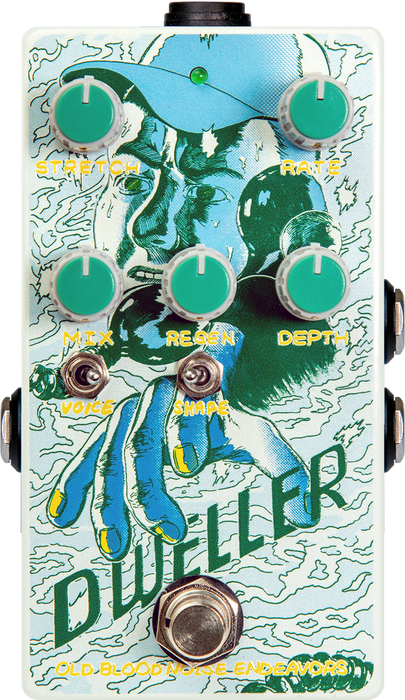 STRETCH RATE
MIX REGEN DEPTH
VOICE SHAPE
DWELLER
OLD BLOOD NOISE ENDEAVORS